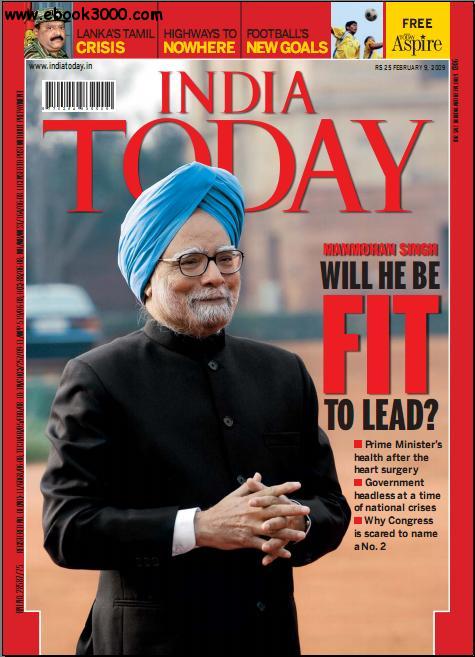 www.ebook3000.com
LANKA'S TAMIL
CRISIS
HIGHWAYS TO
NOWHERE
FOOTBALL'S
NEW GOALS
FREE
Aspire
www.indiatoday.in
RS 25 FEBRUARY 9, 2009
INDIA
TODAY
MANMOHAN SINGH
WILL HE BE
FIT
TO LEAD?
Prime Minister's
health after the
heart surgery
Government
headless at a time
of national crises
Why Congress
is scared to name
a No. 2